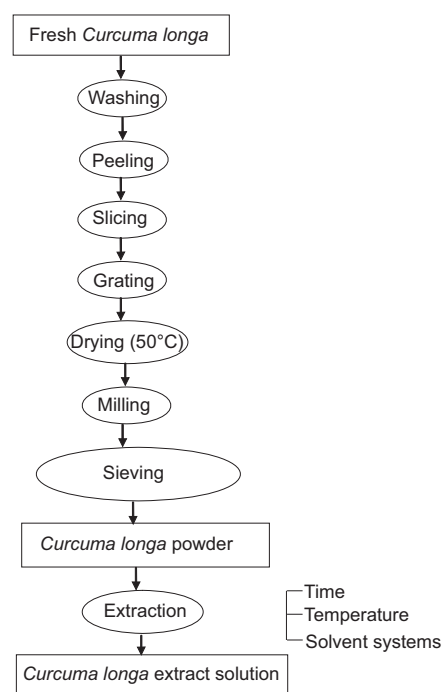 Fresh Curcuma longa
Washing
Peeling
Slicing
Grating
Drying (50°C)
Milling
Sieving
Curcuma longa powder
Extraction
Time
Temperature
Solvent systems
Curcuma longa extract solution